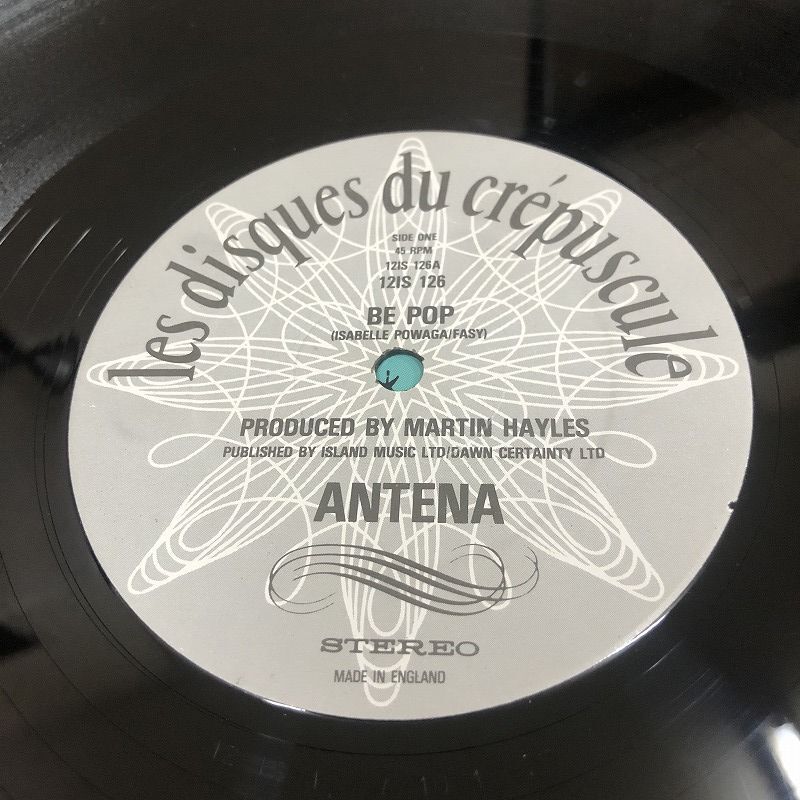 les disques du crépuscule
SIDE ONE
45 RPM
12IS 126A
12IS 126
BE POP
(ISABELLE POWAGA/FASY)
PRODUCED BY MARTIN HAYLES
PUBLISHED BY ISLAND MUSIC LTD/DAWN CERTAINTY LTD
ANTENA
STEREO
MADE IN ENGLAND